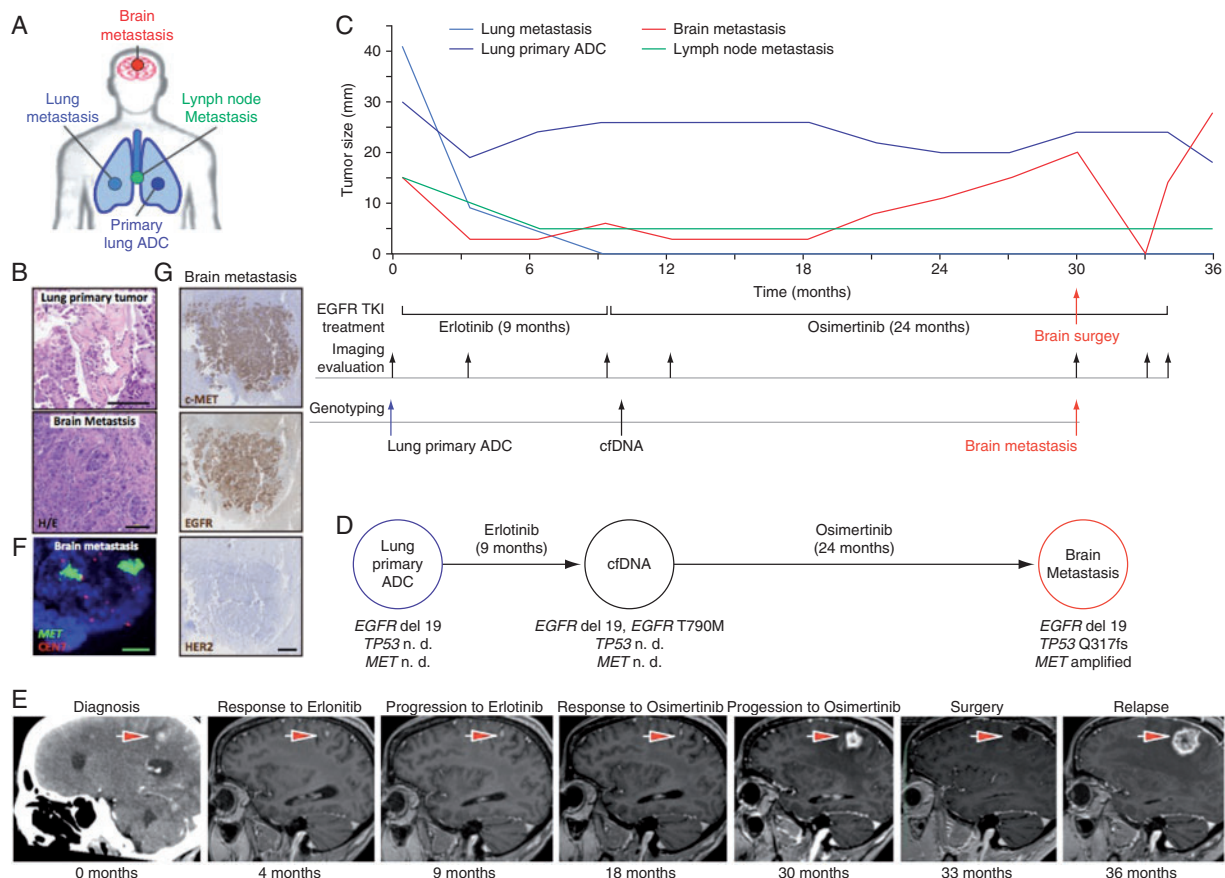 A
Brain
metastasis
Lung
metastasis
Lymph node
Metastasis
Primary
lung ADC
C
Lung metastasis
Lung primary ADC
Brain metastasis
Lymph node metastasis
Tumor size (mm)
40
30
20
10
0
0
6
12
18
24
30
36
Time (months)
EGFR TKI
treatment
Erlotinib (9 months)
Osimertinib (24 months)
Brain surgey
Imaging
evaluation
Genotyping
Lung primary ADC
cfDNA
Brain metastasis
B
Lung primary tumor
Brain Metastsis
H/E
F
Brain metastasis
MET
CEN7
G
Brain metastasis
c-MET
EGFR
HER2
D
Lung
primary
ADC
Erlotinib
(9 months)
cfDNA
Osimertinib
(24 months)
Brain
Metastasis
EGFR del 19
TP53 n. d.
MET n. d.
EGFR del 19, EGFR T790M
TP53 n. d.
MET n. d.
EGFR del 19
TP53 Q317fs
MET amplified
E
Diagnosis
Response to Erlonitib
Progression to Erlotinib
Response to Osimertinib
Progession to Osimertinib
Surgery
Relapse
0 months
4 months
9 months
18 months
30 months
33 months
36 months